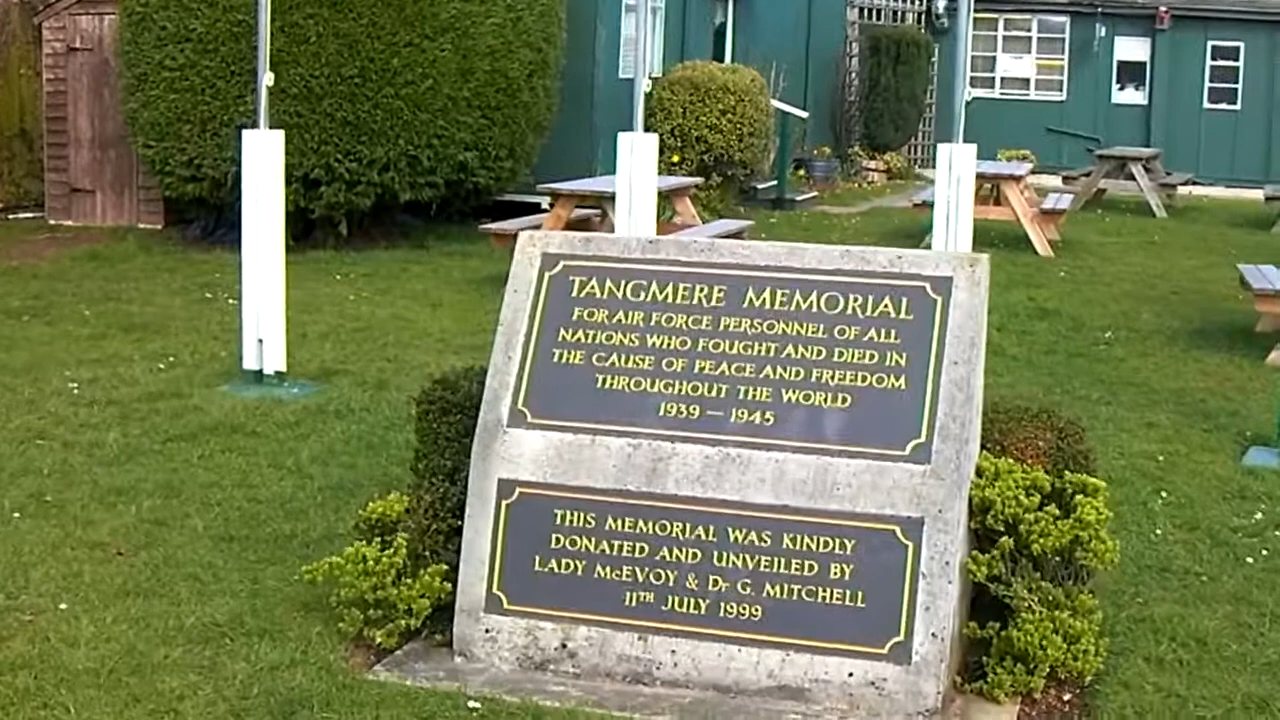 TANGMERE MEMORIAL
FOR AIR FORCE PERSONNEL OF ALL
NATIONS WHO FOUGHT AND DIED IN
THE CAUSE OF PEACE AND FREEDOM
THROUGHOUT THE WORLD
1939 — 1945
THIS MEMORIAL WAS KINDLY
DONATED AND UNVEILED BY
LADY McEVOY & Dr G. MITCHELL
11TH JULY 1999